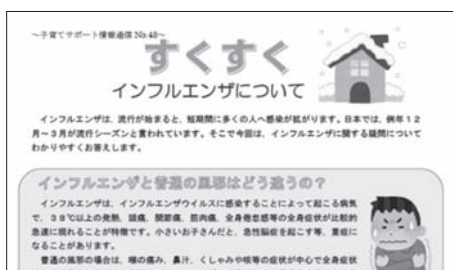 ～子育てサポート情報通信 No.48～
すくすく
インフルエンザについて
インフルエンザは、流行が始まると、短期間に多くの人へ感染が拡がります。日本では、例年１２
月～３月が流行シーズンと言われています。そこで今回は、インフルエンザに関する疑問について
わかりやすくお答えします。
インフルエンザと普通の風邪はどう違うの？
インフルエンザは、インフルエンザウイルスに感染することによって起こる病気
で、３８℃以上の発熱、頭痛、関節痛、筋肉痛、全身倦怠感等の全身症状が比較的
急速に現れることが特徴です。小さいお子さんだと、急性脳症を起こす等、重症に
なることがあります。
普通の風邪の場合は、喉の痛み、鼻汁、くしゃみや咳等の症状が中心で全身症状